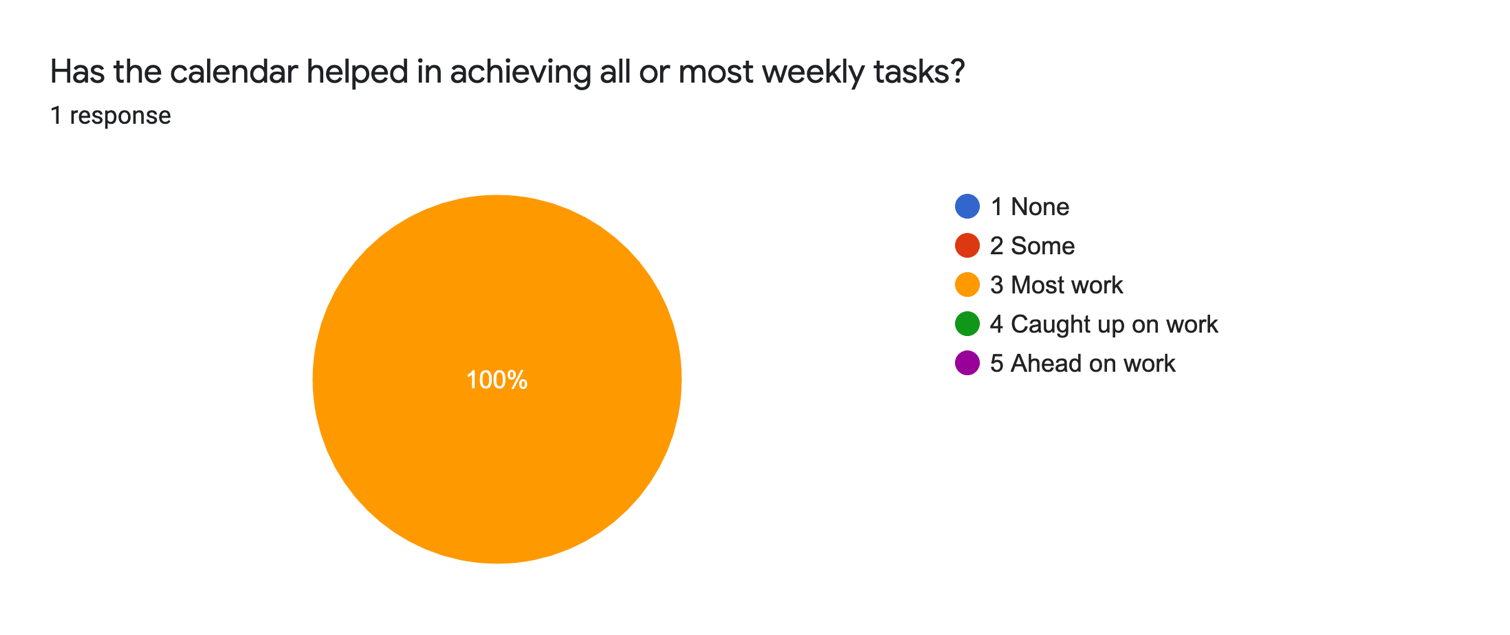 Has the calendar helped in achieving all or most weekly tasks?
1 response
100%
1 None
2 Some
3 Most work
4 Caught up on work
5 Ahead on work